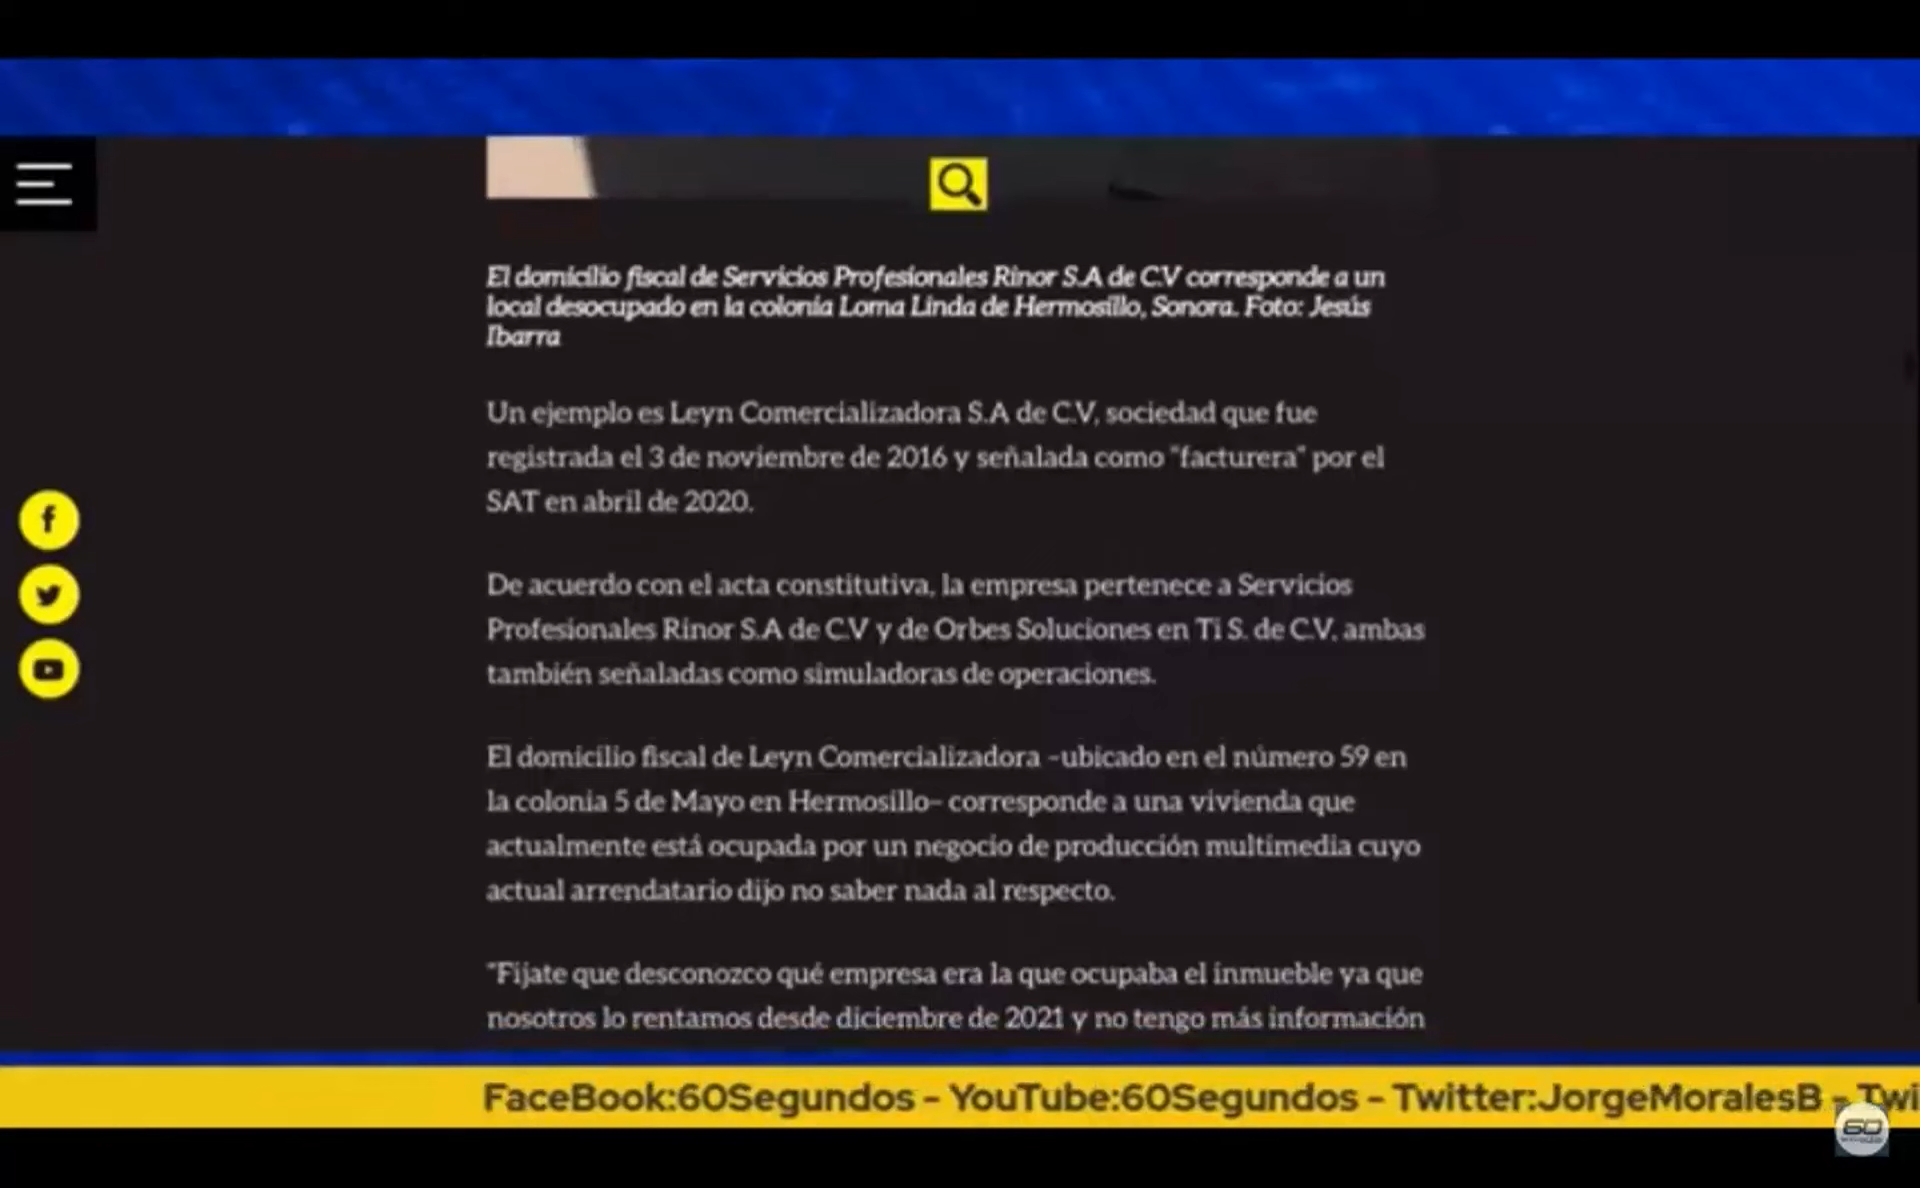 El domicilio fiscal de Servicios Profesionales Rinor S.A de C.V corresponde a un
local desocupado en la colonia Loma Linda de Hermosillo, Sonora. Foto: Jesús
Ibarra
Un ejemplo es Leyn Comercializadora S.A de C.V, sociedad que fue
registrada el 3 de noviembre de 2016 y señalada como "facturera" por el
SAT en abril de 2020.
De acuerdo con el acta constitutiva, la empresa pertenece a Servicios
Profesionales Rinor S.A de C.V y de Orbes Soluciones en Ti S. de C.V, ambas
también señaladas como simuladoras de operaciones.
El domicilio fiscal de Leyn Comercializadora –ubicado en el número 59 en
la colonia 5 de Mayo en Hermosillo– corresponde a una vivienda que
actualmente está ocupada por un negocio de producción multimedia cuyo
actual arrendatario dijo no saber nada al respecto.
"Fíjate que desconozco qué empresa era la que ocupaba el inmueble ya que
nosotros lo rentamos desde diciembre de 2021 y no tengo más información
FaceBook:60Segundos - YouTube:60Segundos - Twitter:JorgeMoralesB - Twi
60